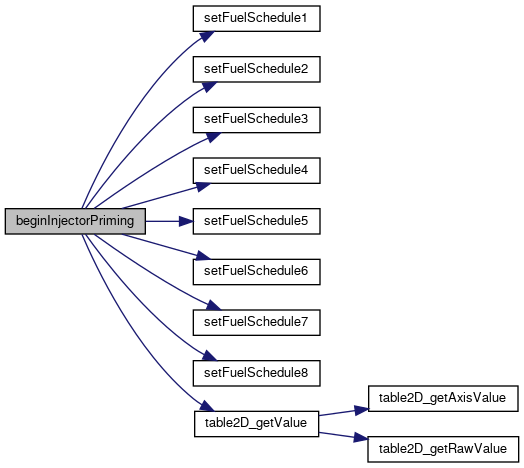 setFuelSchedule1
setFuelSchedule2
setFuelSchedule3
setFuelSchedule4
beginInjectorPriming
setFuelSchedule5
setFuelSchedule6
setFuelSchedule7
setFuelSchedule8
table2D_getValue
table2D_getAxisValue
table2D_getRawValue